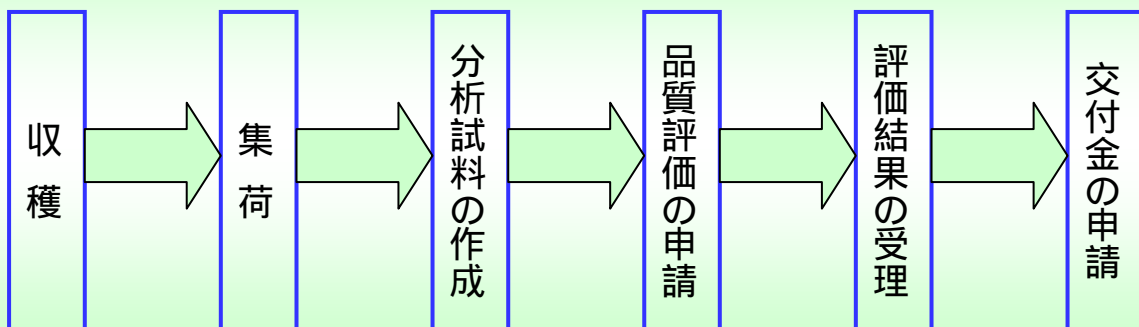 収穫
集荷
分析試料の作成
品質評価の申請
評価結果の受理
交付金の申請